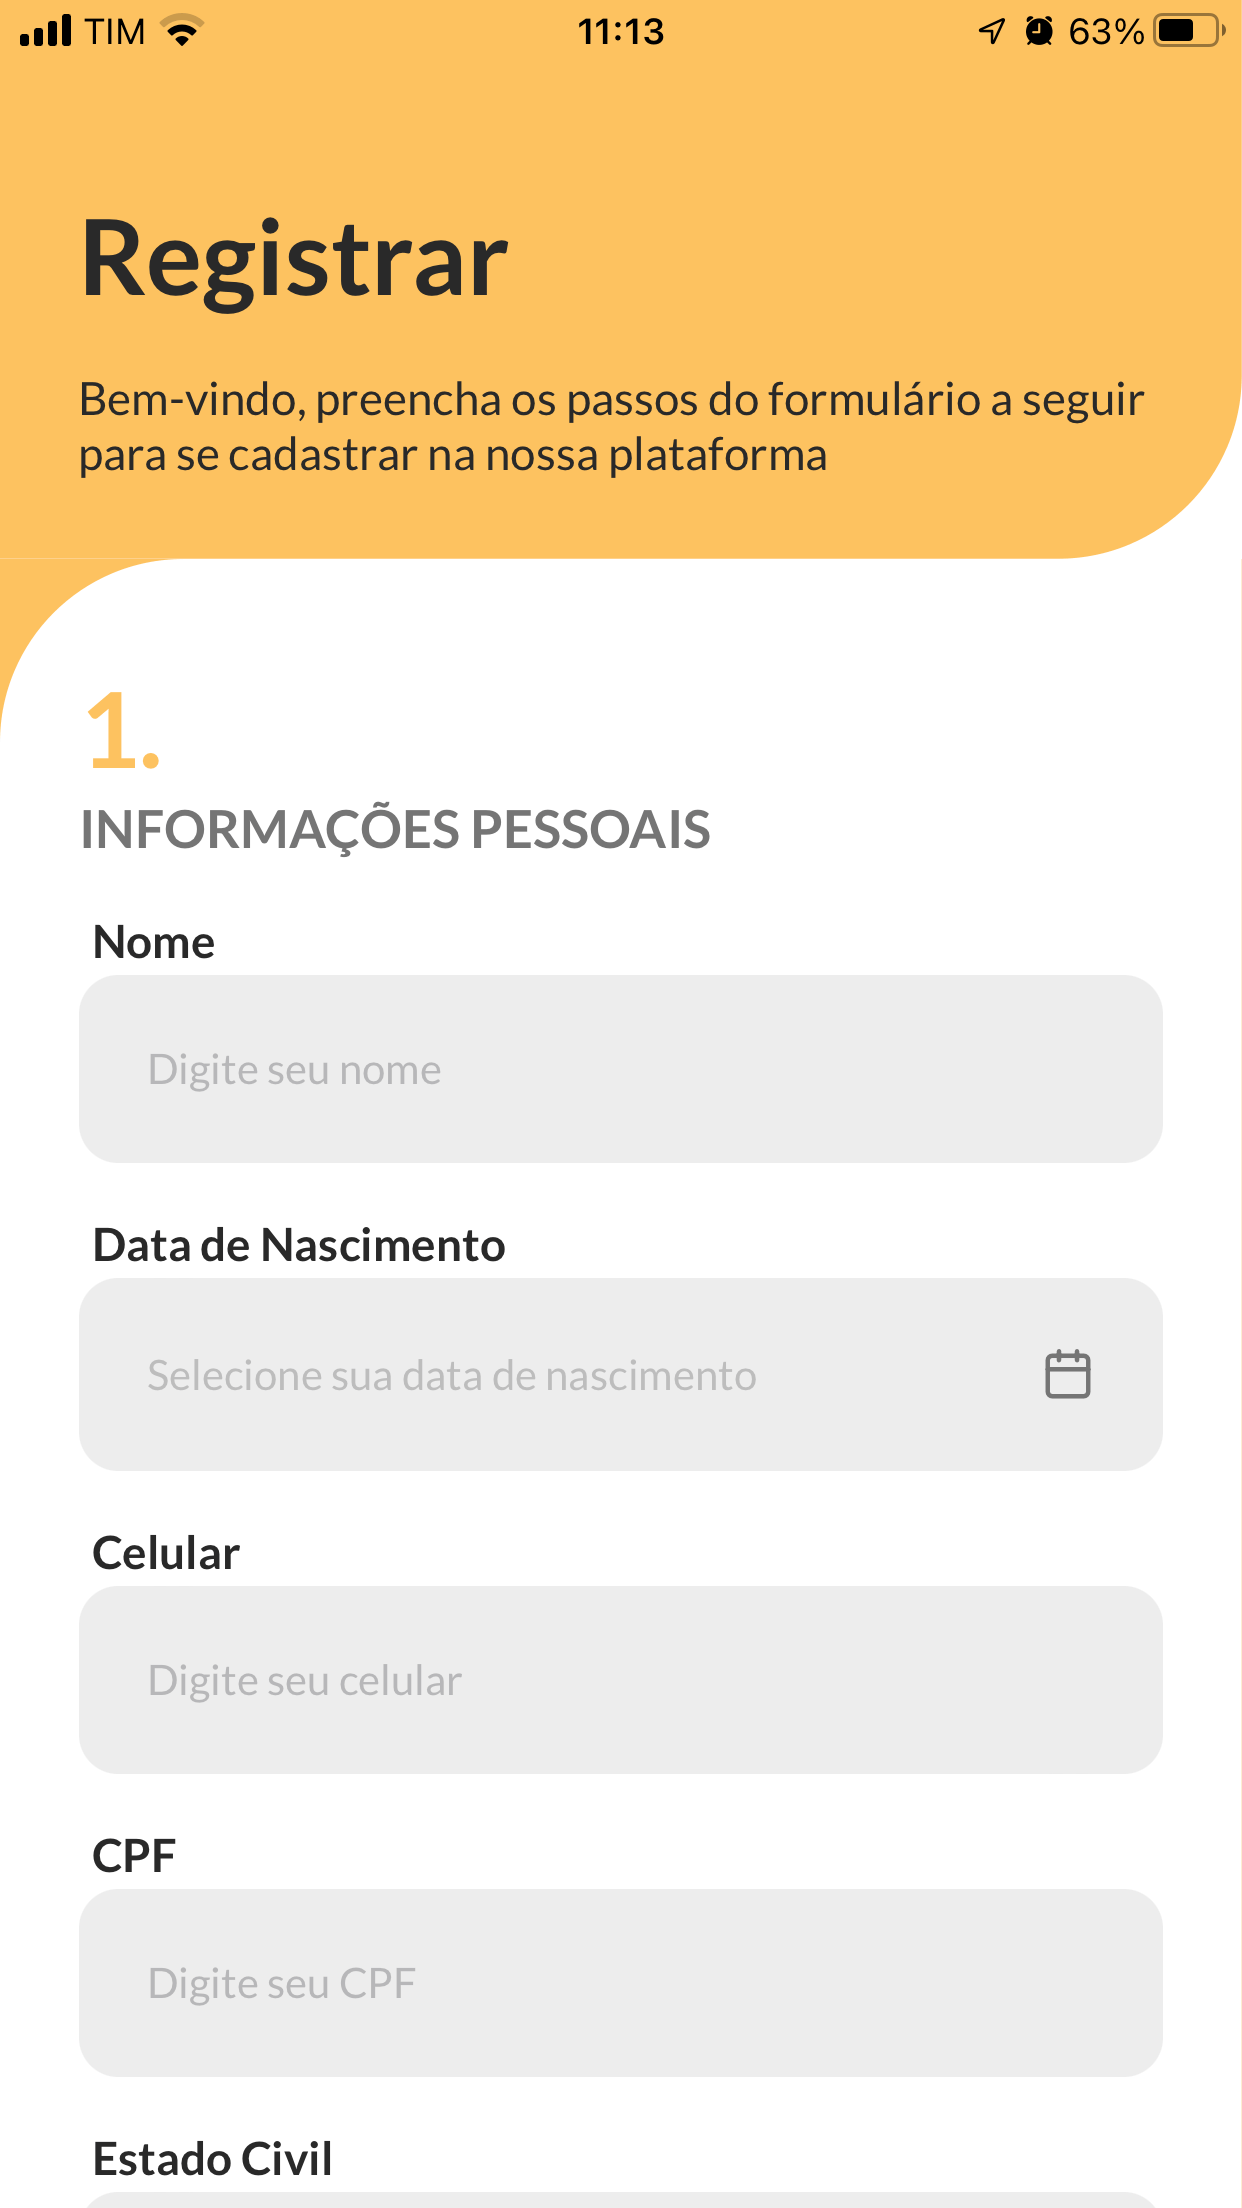 TIM 11:13 63%
Registrar
Bem-vindo, preencha os passos do formulário a seguir
para se cadastrar na nossa plataforma
1.
INFORMAÇÕES PESSOAIS
Nome
Digite seu nome
Data de Nascimento
Selecione sua data de nascimento
Celular
Digite seu celular
CPF
Digite seu CPF
Estado Civil